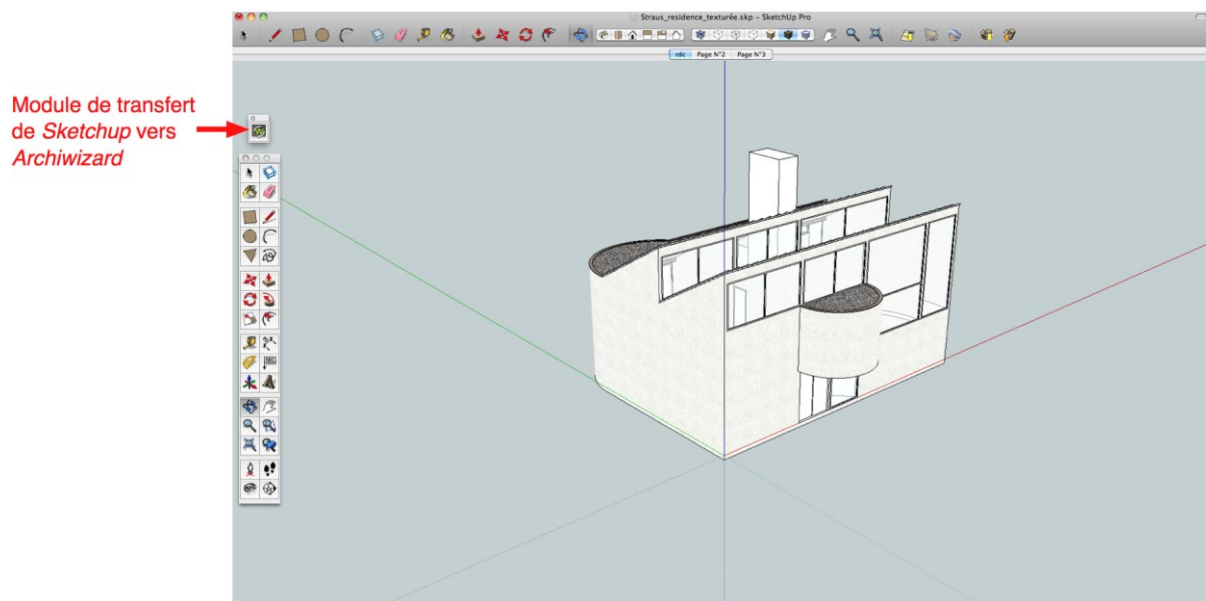 Straus_residence_texturée.skp – SketchUp Pro
rdc Page N°2 Page N°3
Module de transfert
de Sketchup vers
Archiwizard